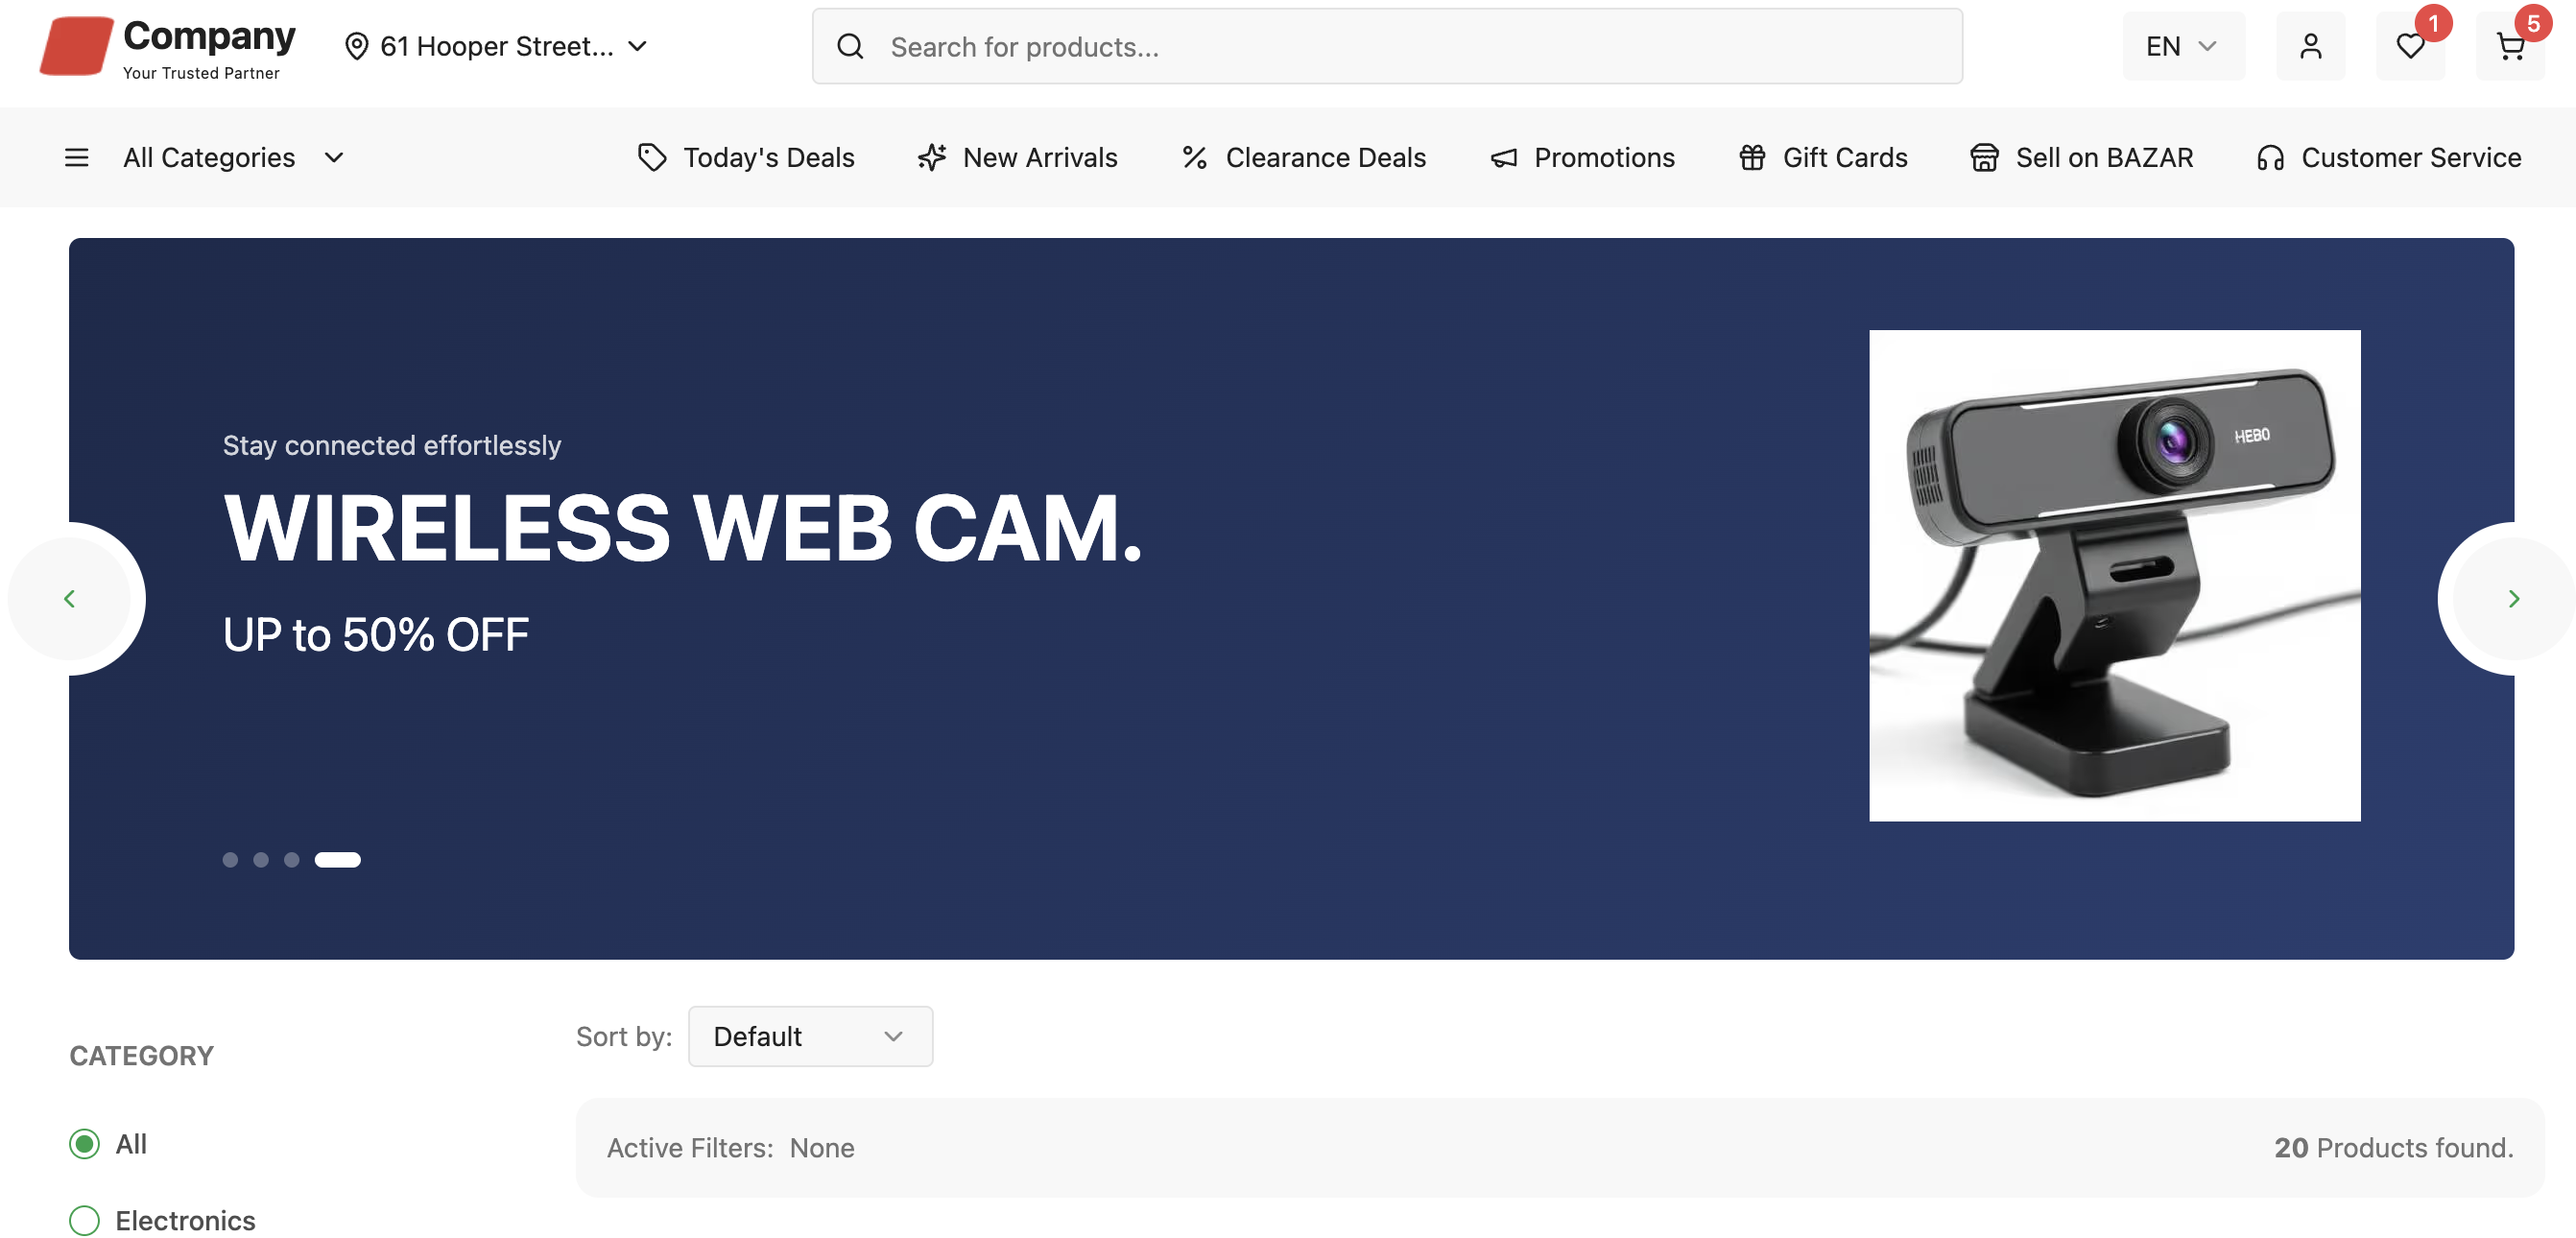 Company
Your Trusted Partner
61 Hooper Street...
Search for products...
EN
1
5
All Categories
Today's Deals
New Arrivals
Clearance Deals
Promotions
Gift Cards
Sell on BAZAR
Customer Service
Stay connected effortlessly
WIRELESS WEB CAM.
UP to 50% OFF
HEBO
Sort by:
Default
CATEGORY
All
Electronics
Active Filters: None
20 Products found.